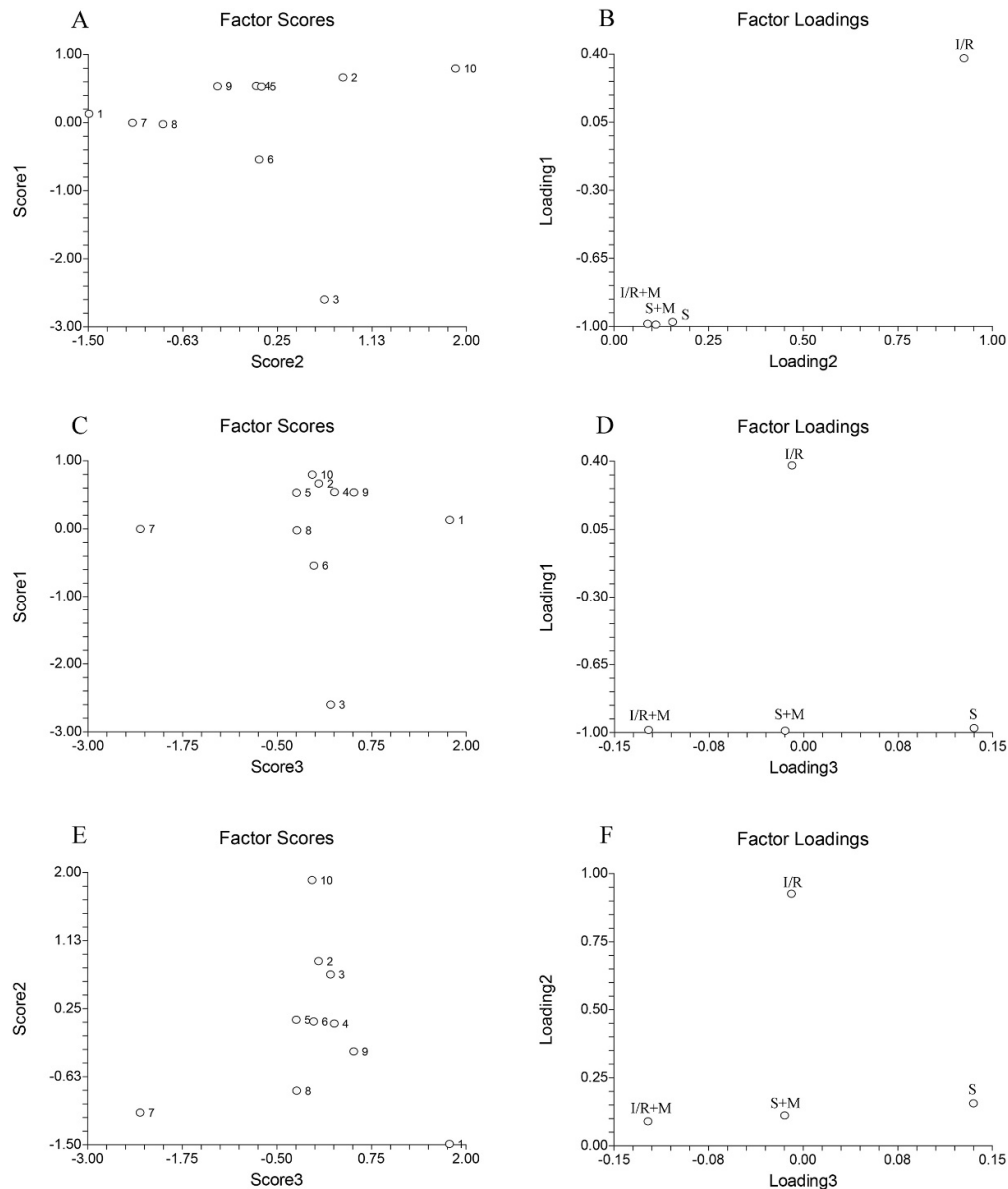 A
Factor Scores
1.00
0.00
-1.00
-2.00
-3.00
Score1
1
7
8
9
4
5
6
2
10
3
-1.50
-0.63
0.25
1.13
2.00
Score2
B
Factor Loadings
0.40
0.05
-0.30
-0.65
-1.00
Loading1
I/R
I/R+M
S+M
S
0.00
0.25
0.50
0.75
1.00
Loading2
C
Factor Scores
1.00
0.00
-1.00
-2.00
-3.00
Score1
10
2
5
4
9
1
7
8
6
3
-3.00
-1.75
-0.50
0.75
2.00
Score3
D
Factor Loadings
0.40
0.05
-0.30
-0.65
-1.00
Loading1
I/R
I/R+M
S+M
S
-0.15
-0.08
0.00
0.08
0.15
Loading3
E
Factor Scores
2.00
1.13
0.25
-0.63
-1.50
Score2
10
2
3
5
6
4
9
8
7
1
-3.00
-1.75
-0.50
0.75
2.00
Score3
F
Factor Loadings
1.00
0.75
0.50
0.25
0.00
Loading2
I/R
I/R+M
S+M
S
-0.15
-0.08
0.00
0.08
0.15
Loading3